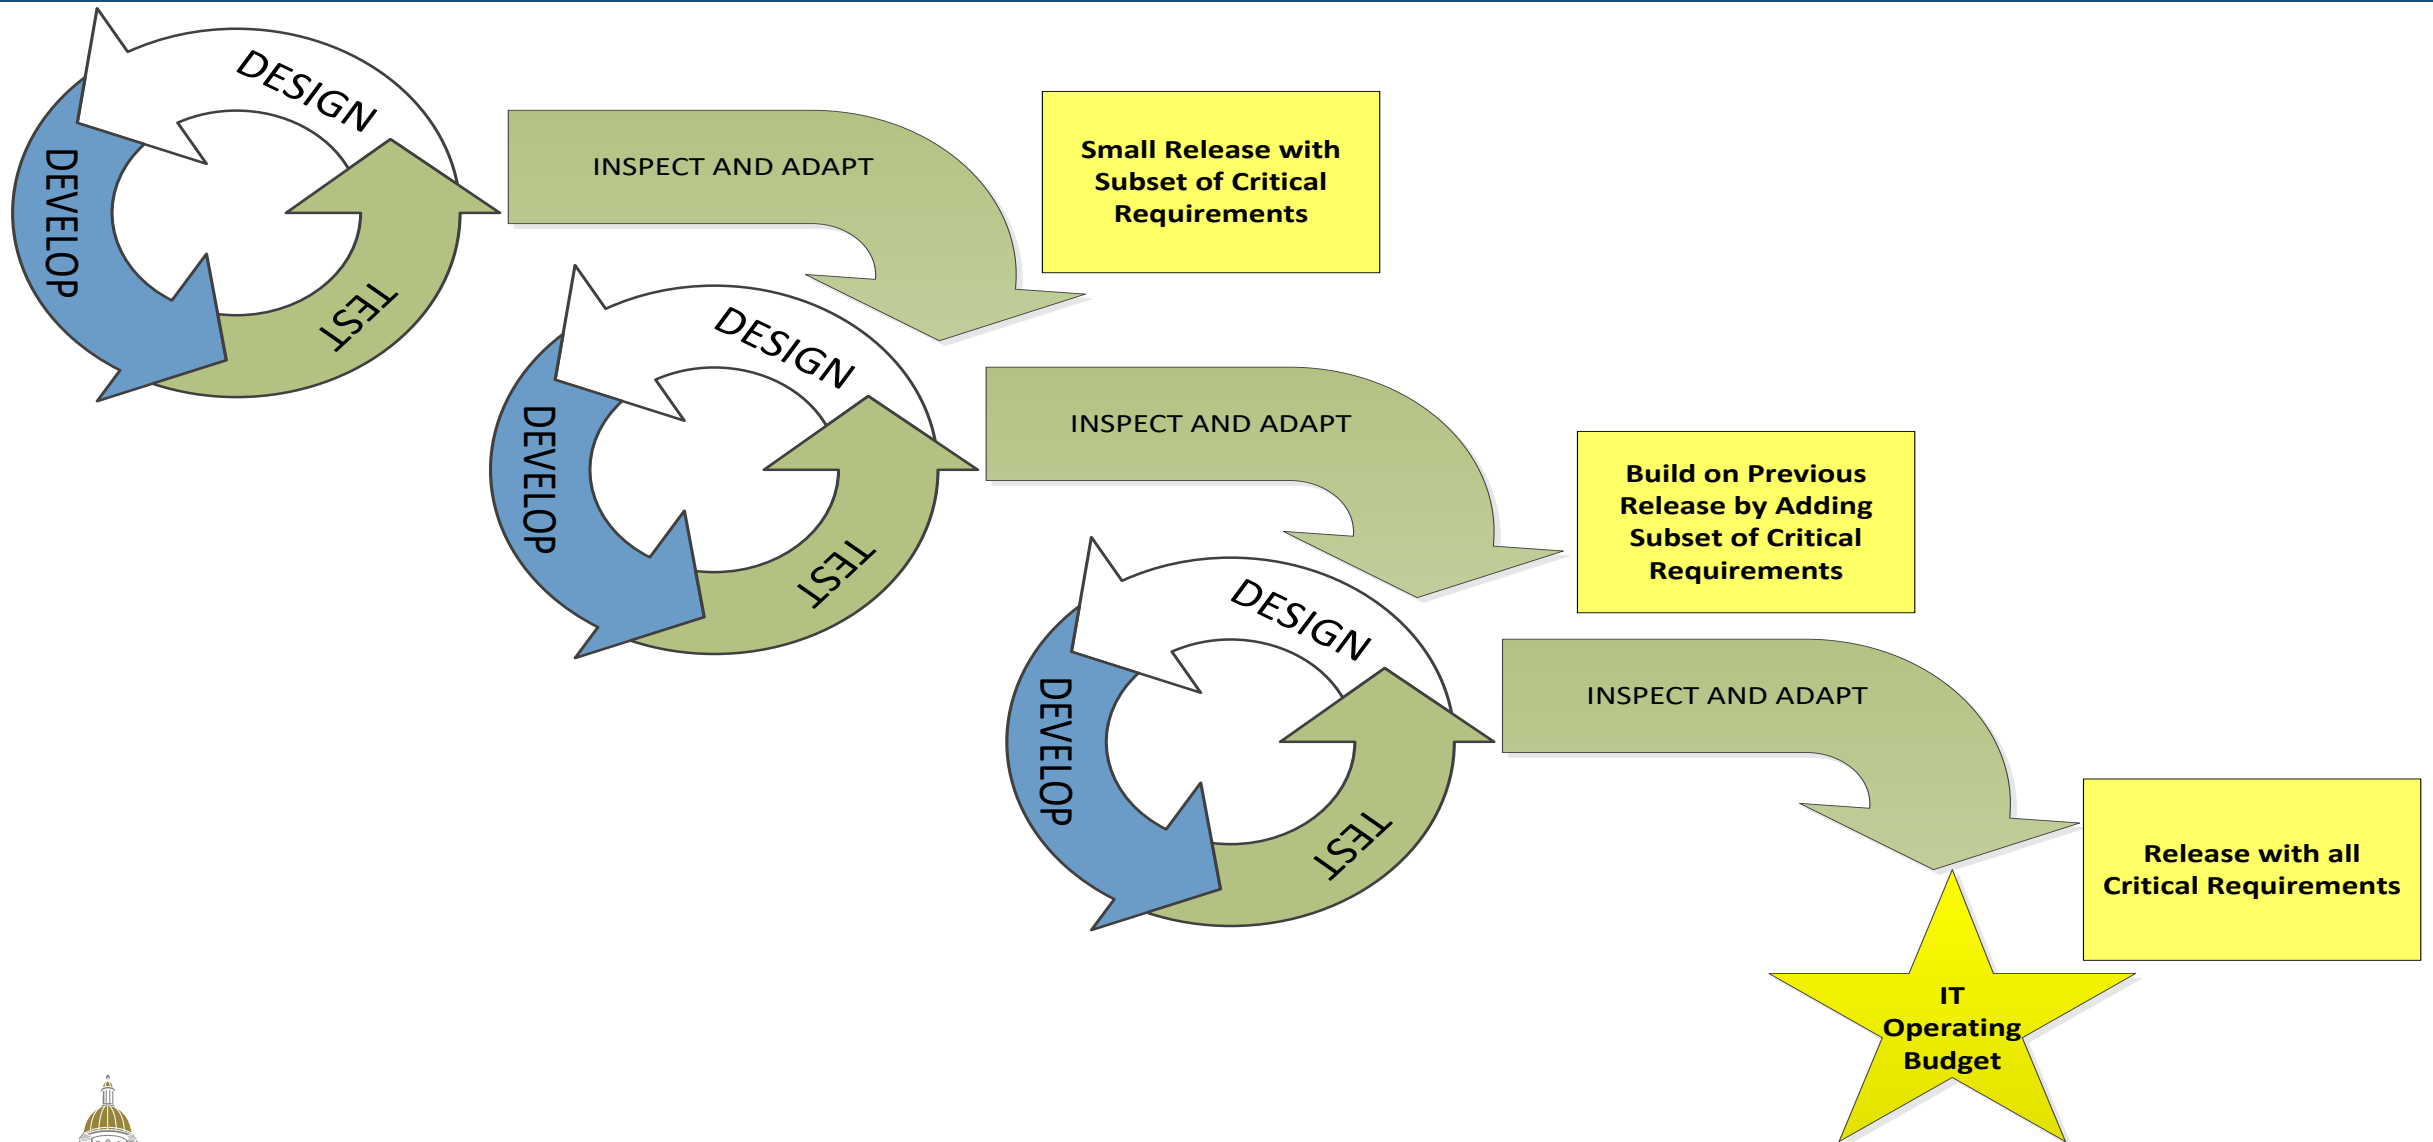 DESIGN
DEVELOP
TEST
INSPECT AND ADAPT
Small Release with
Subset of Critical
Requirements
DESIGN
DEVELOP
TEST
INSPECT AND ADAPT
Build on Previous
Release by Adding
Subset of Critical
Requirements
DESIGN
DEVELOP
TEST
INSPECT AND ADAPT
Release with all
Critical Requirements
IT
Operating
Budget